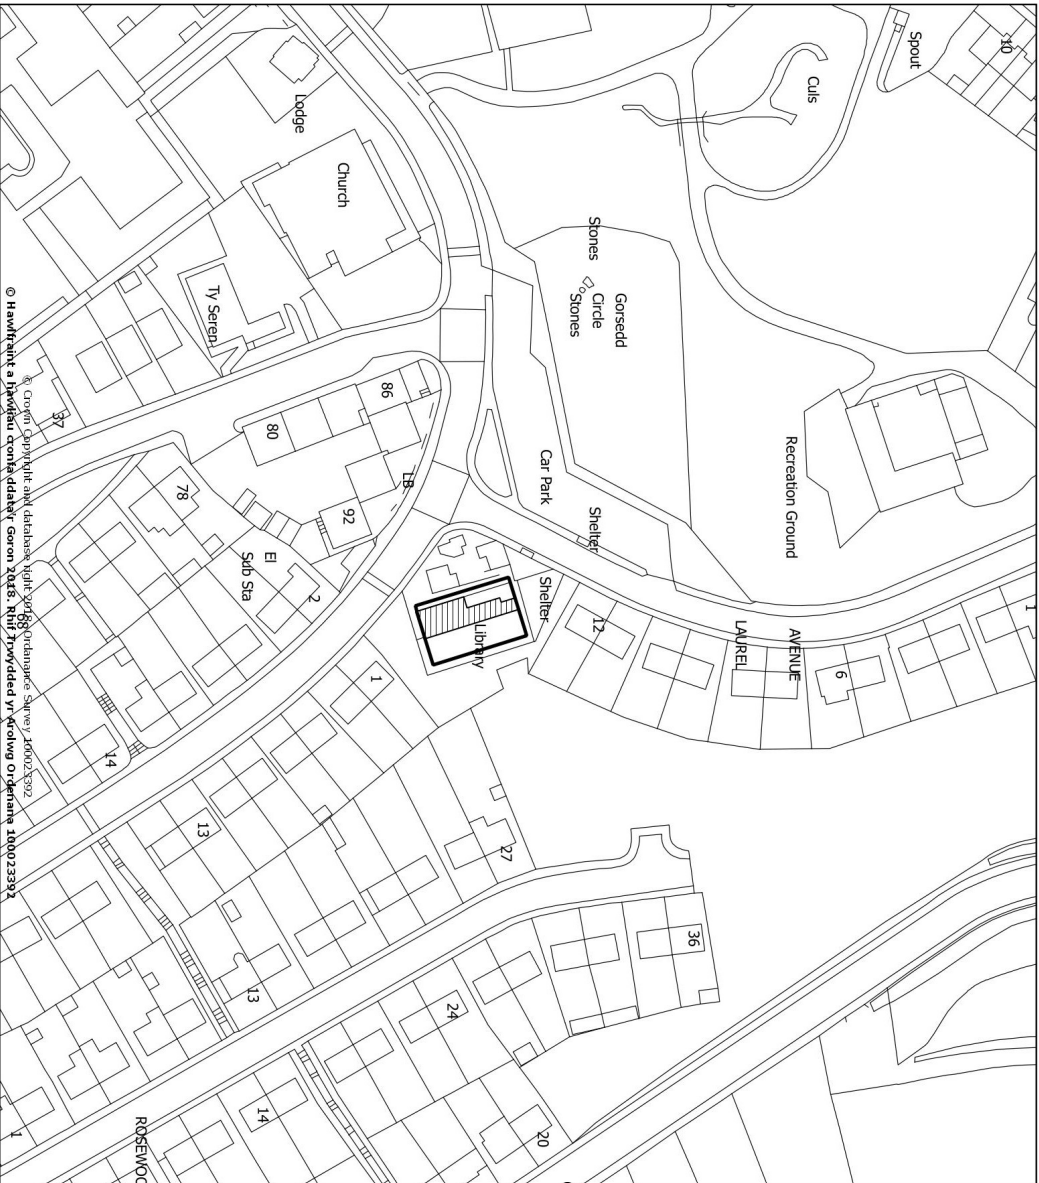 Spout
10
Culs
Lodge
Church
Stones
Gorsedd
Circle
Stones
Ty Seren
37
86
80
Car Park
Recreation Ground
LB
78
92
Shelter
El
Sub Sta
2
Shelter
12
LAUREL
AVENUE
6
1
Library
68
1
14
13
27
36
13
24
14
20
1
© Crown Copyright and database right 2018. Ordnance Survey 100023392
© Hawlfraint a hawliau cronfa ddata'r Goron 2018. Rhif Trwydded yr Arolwg Ordenans 100023392